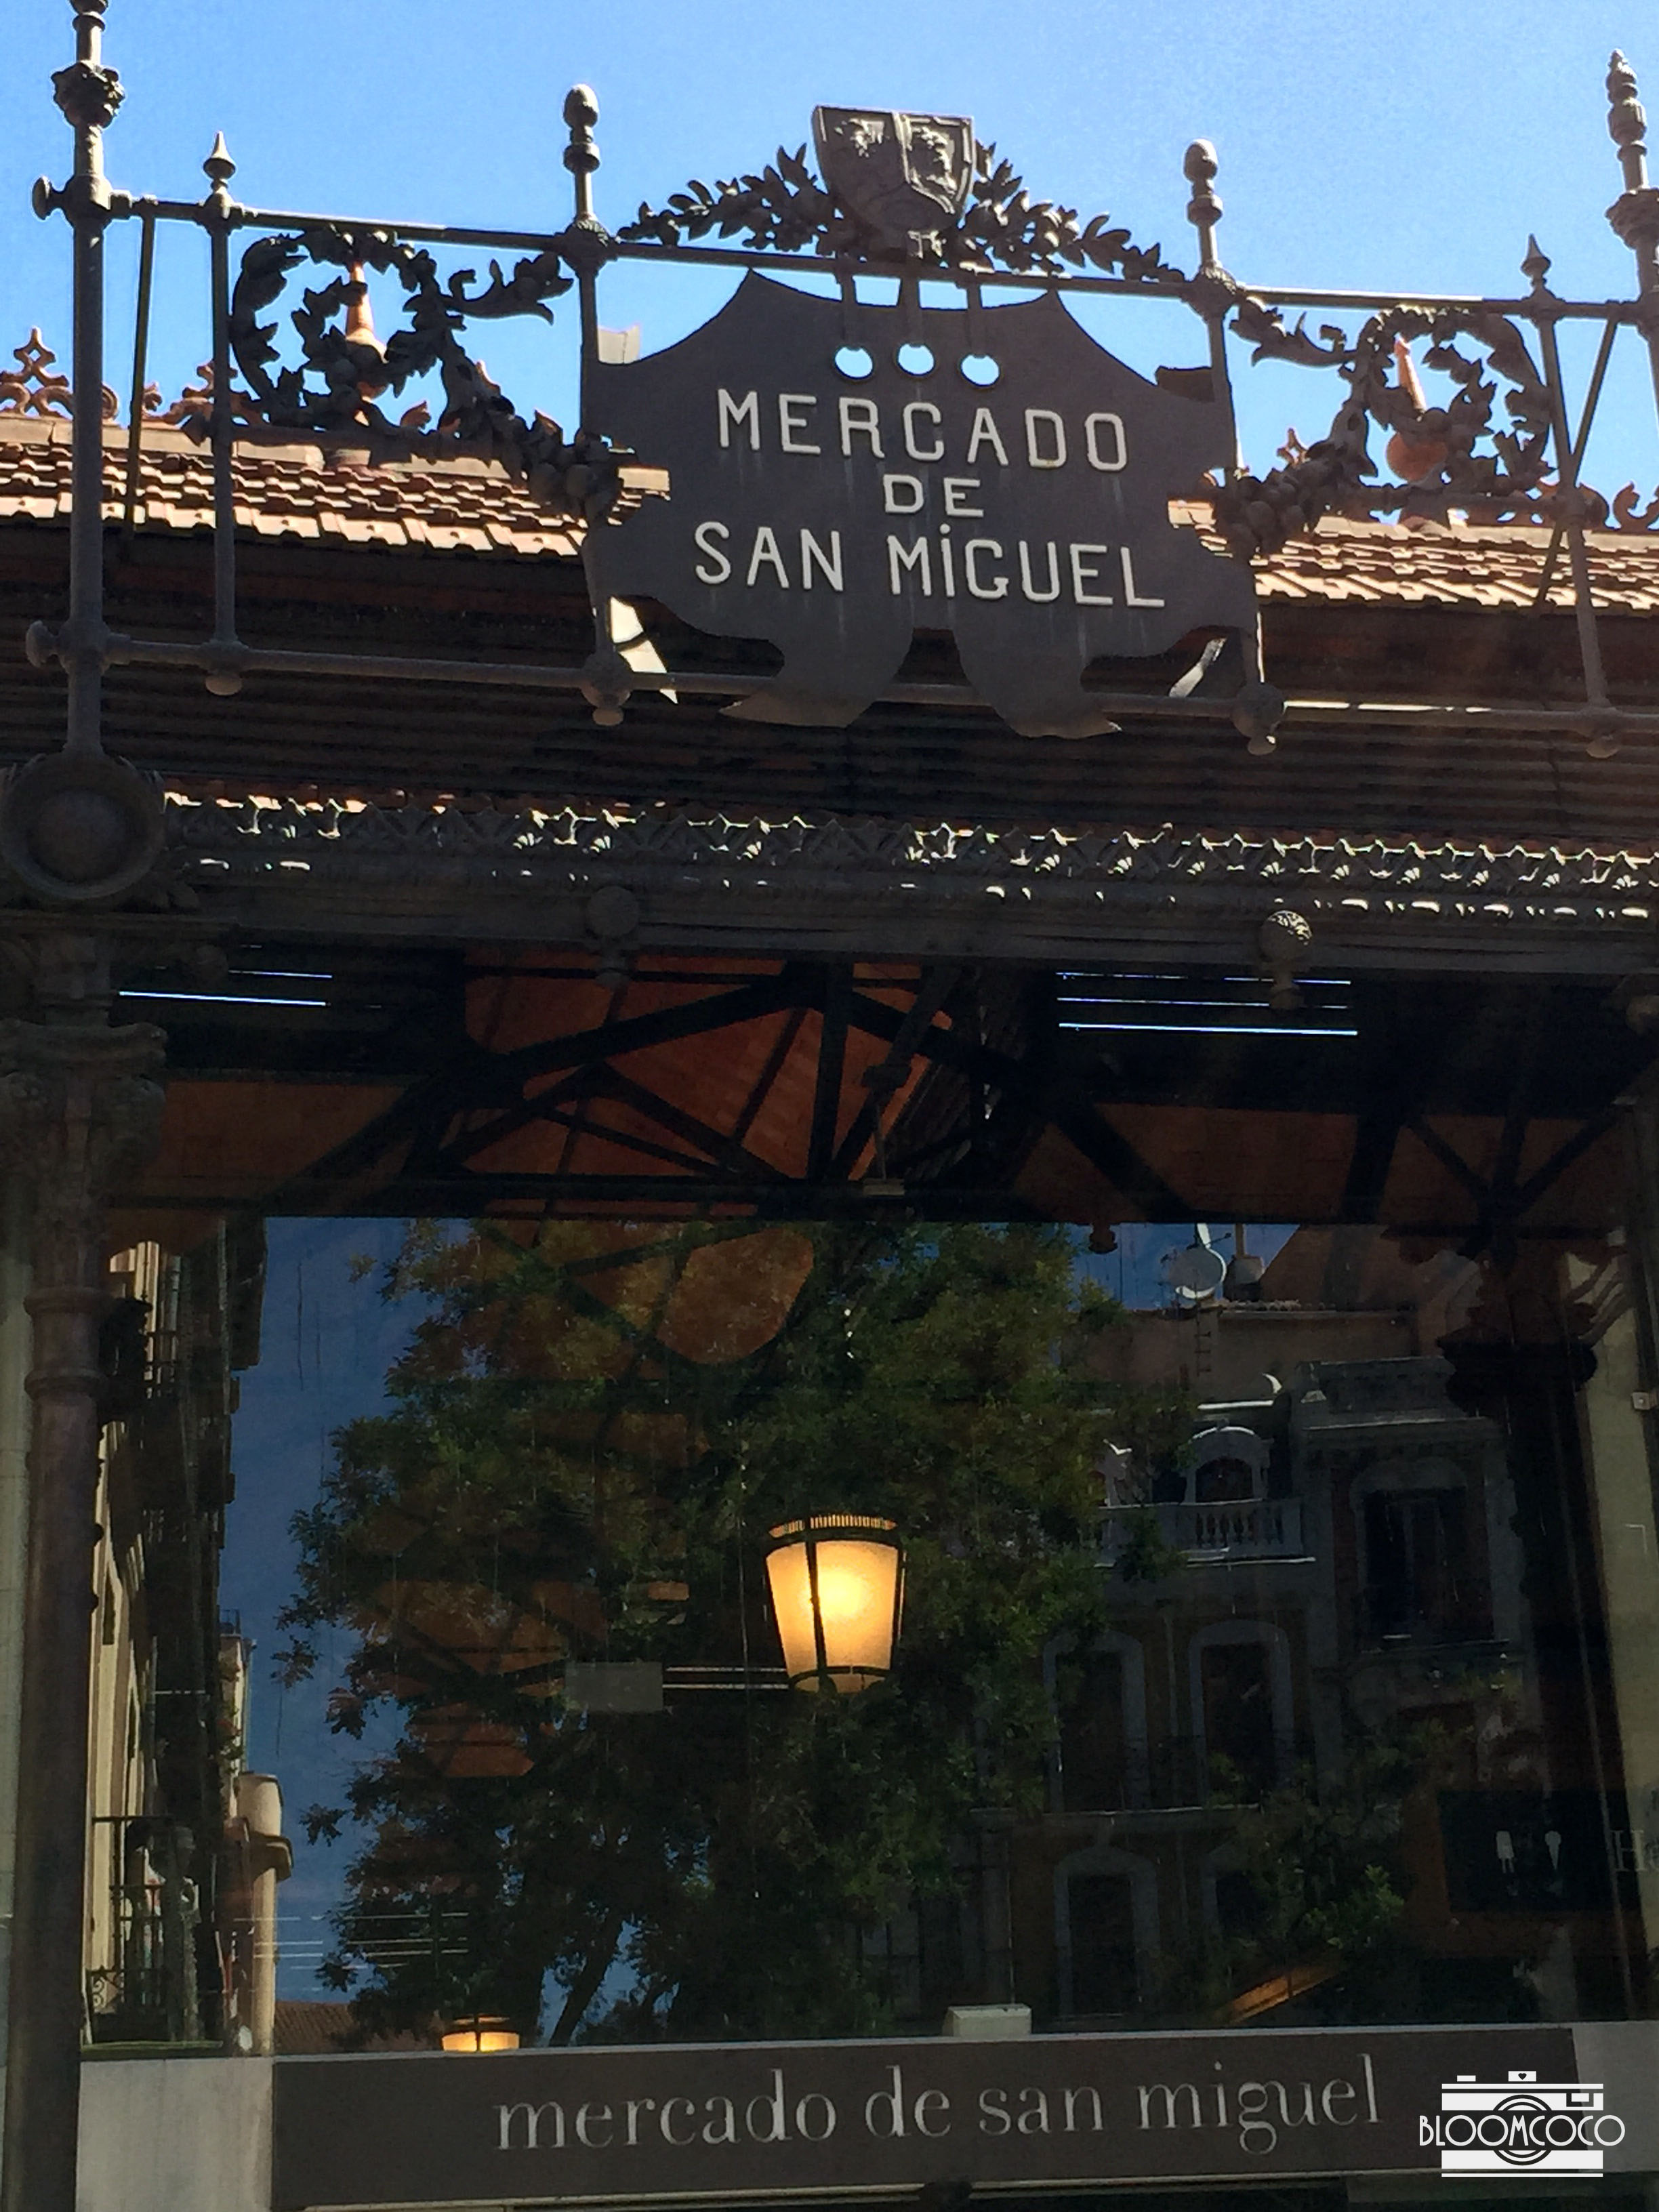 MERCADO
DE
SAN MiGUEL
mercado de san miguel
BLOOMCOCO